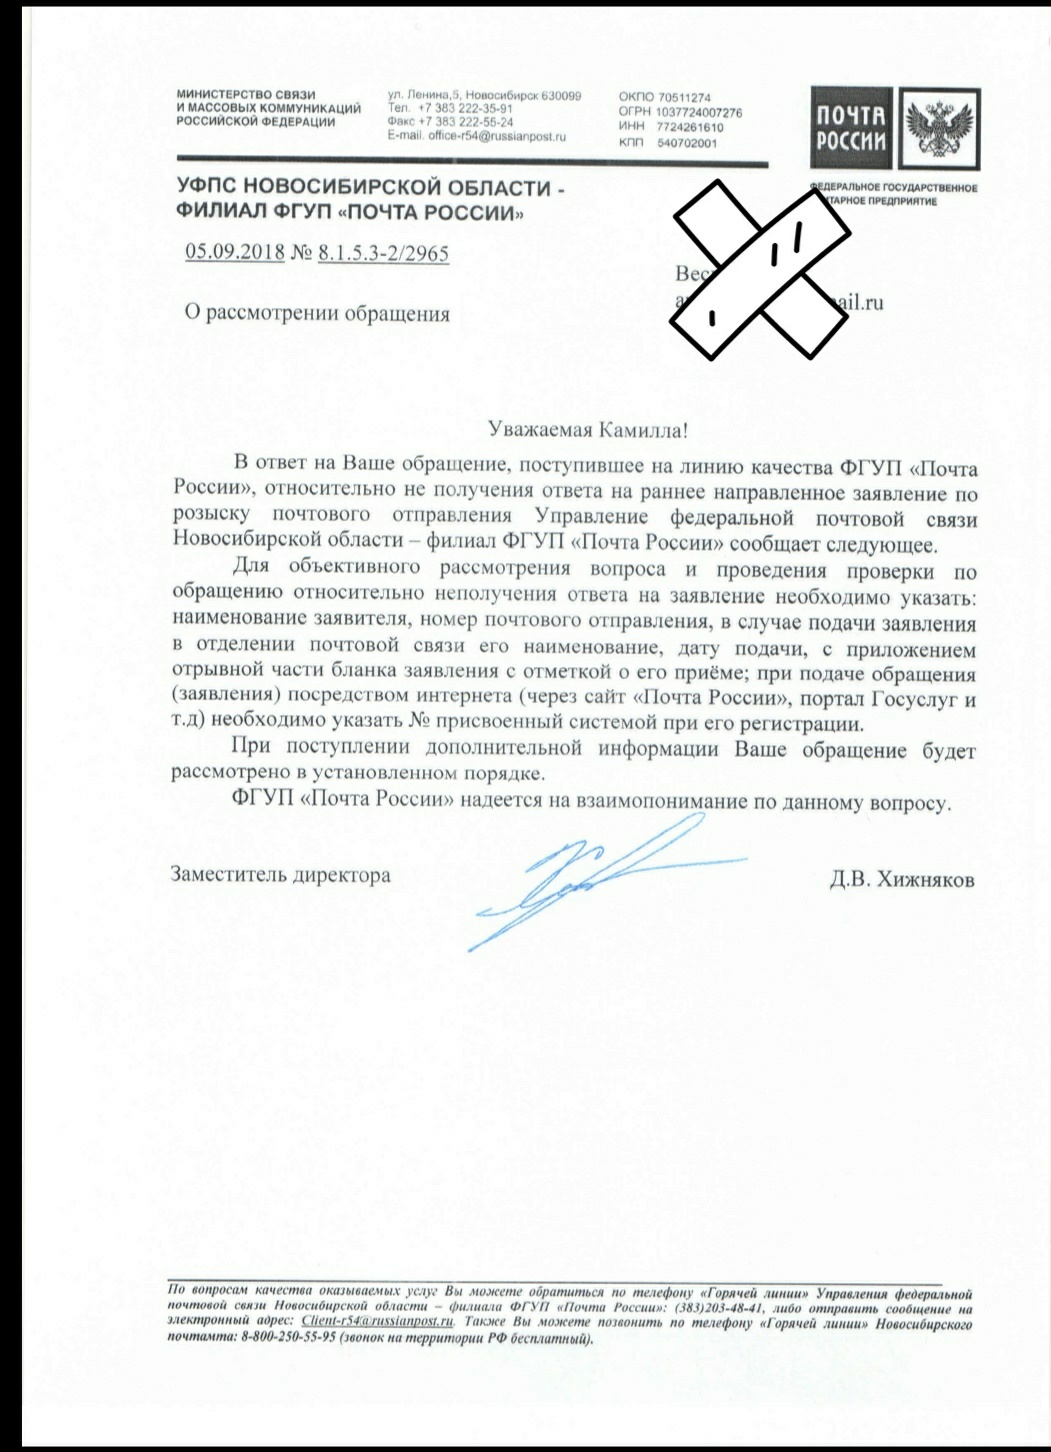 МИНИСТЕРСТВО СВЯЗИ
И МАССОВЫХ КОММУНИКАЦИЙ
РОССИЙСКОЙ ФЕДЕРАЦИИ
ул. Ленина,5, Новосибирск 630099
Тел. +7 383 222-35-91
Факс +7 383 222-55-24
E-mail. office-r54@russianpost.ru
ОКПО 70511274
ОГРН 1037724007276
ИНН 7724261610
КПП 540702001
ПОЧТА
РОССИИ
ФЕДЕРАЛЬНОЕ ГОСУДАРСТВЕННОЕ
ТАРНОЕ ПРЕДПРИЯТИЕ
УФПС НОВОСИБИРСКОЙ ОБЛАСТИ -
ФИЛИАЛ ФГУП «ПОЧТА РОССИИ»
05.09.2018 № 8.1.5.3-2/2965
Вес
ail.ru
О рассмотрении обращения
Уважаемая Камилла!
В ответ на Ваше обращение, поступившее на линию качества ФГУП «Почта
России», относительно не получения ответа на раннее направленное заявление по
розыску почтового отправления Управление федеральной почтовой связи
Новосибирской области – филиал ФГУП «Почта России» сообщает следующее.
Для объективного рассмотрения вопроса и проведения проверки по
обращению относительно неполучения ответа на заявление необходимо указать:
наименование заявителя, номер почтового отправления, в случае подачи заявления
в отделении почтовой связи его наименование, дату подачи, с приложением
отрывной части бланка заявления с отметкой о его приёме; при подаче обращения
(заявления) посредством интернета (через сайт «Почта России», портал Госуслуг и
т.д) необходимо указать № присвоенный системой при его регистрации.
При поступлении дополнительной информации Ваше обращение будет
рассмотрено в установленном порядке.
ФГУП «Почта России» надеется на взаимопонимание по данному вопросу.
Заместитель директора
Д.В. Хижняков
По вопросам качества оказываемых услуг Вы можете обратиться по телефону «Горячей линии» Управления федеральной
почтовой связи Новосибирской области – филиала ФГУП «Почта России»: (383)203-48-41, либо отправить сообщение на
электронный адрес: Client-r54@russianpost.ru. Также Вы можете позвонить по телефону «Горячей линии» Новосибирского
почтамта: 8-800-250-55-95 (звонок на территории РФ бесплатный).